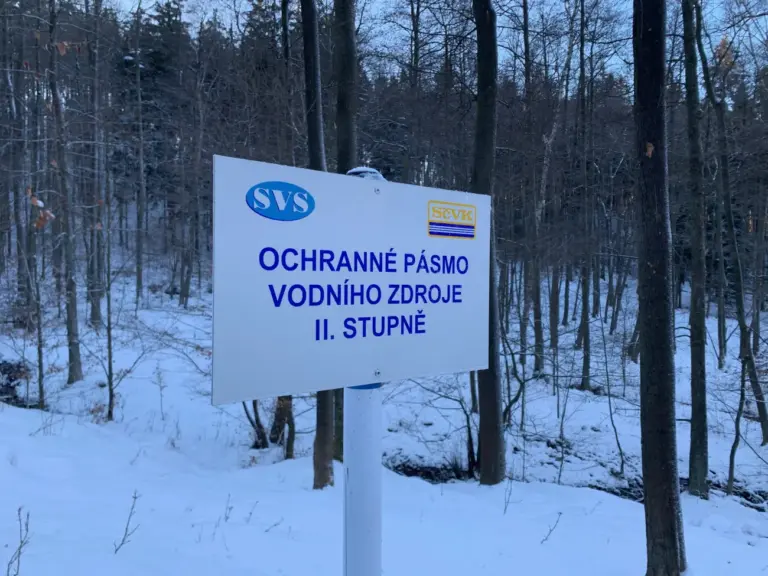 SVS
SčVK
OCHRANNÉ PÁSMO
VODNÍHO ZDROJE
II. STUPNĚ